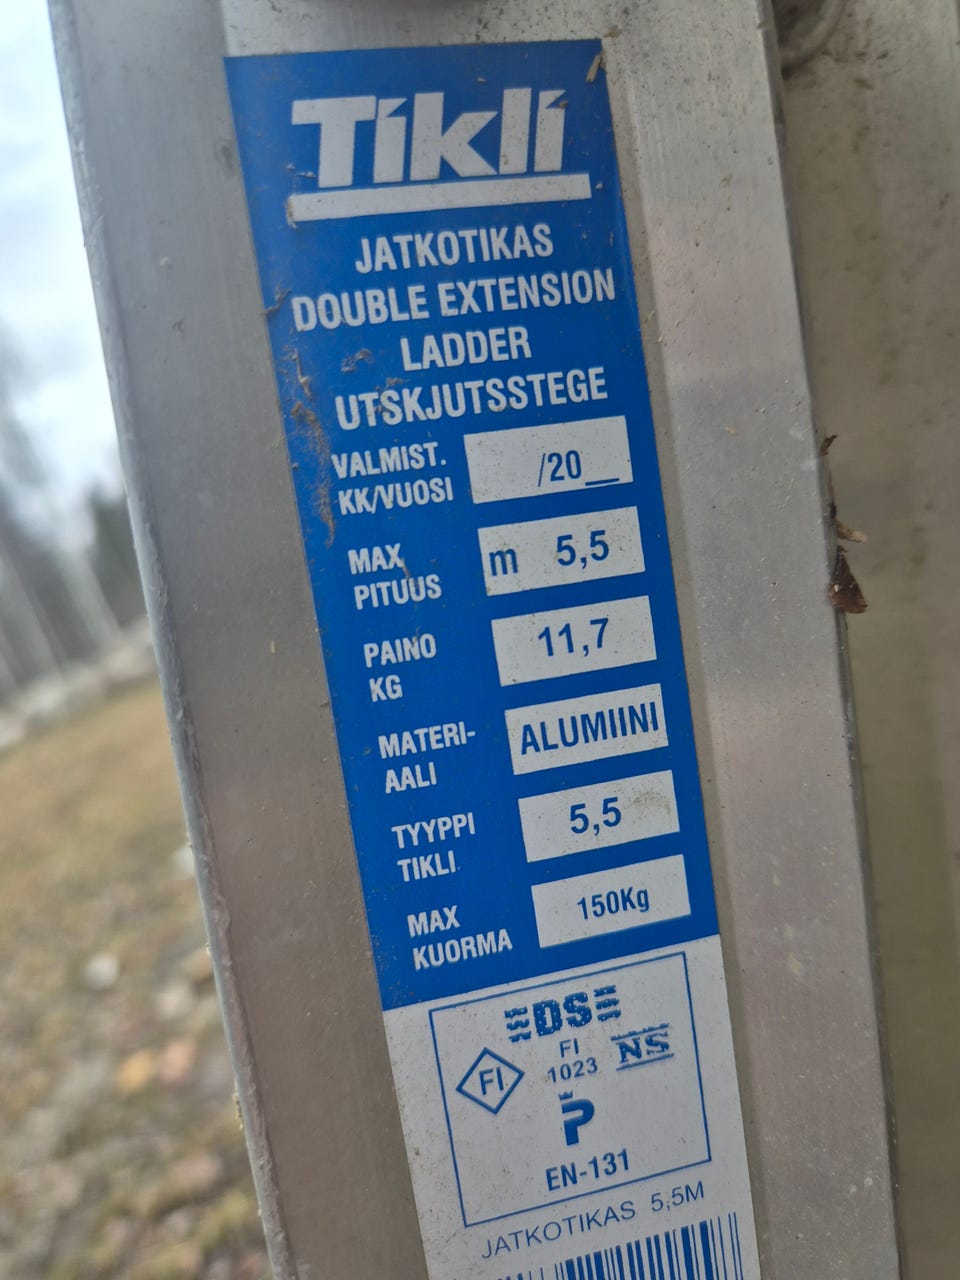 Tikli
JATKOTIKAS
DOUBLE EXTENSION
LADDER
UTSKJUTSSTEGE
VALMIST.
KK/VUOSI
/20__
MAX
PITUUS
m 5,5
PAINO
KG
11,7
MATERI-
AALI
ALUMIINI
TYYPPI
TIKLI
5,5
MAX
KUORMA
150Kg
DS
FI
FI
1023
NS
P
EN-131
JATKOTIKAS 5,5M